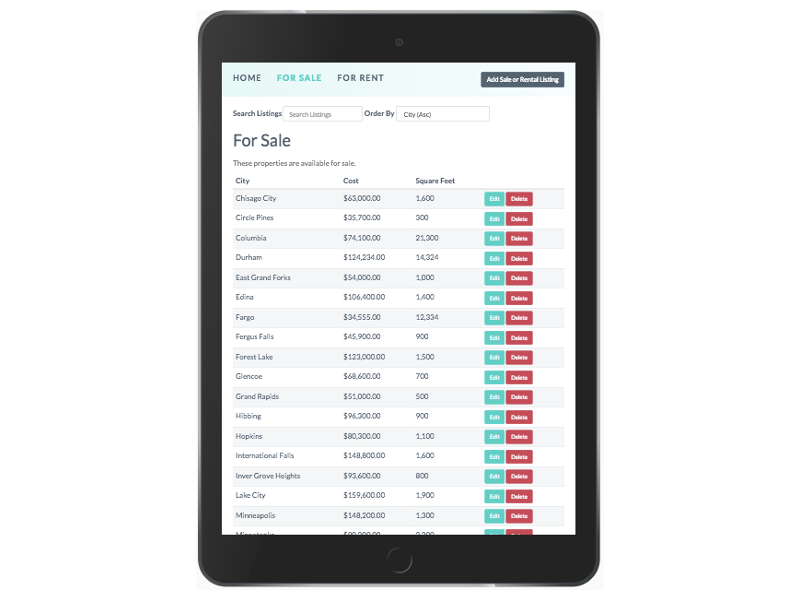 HOME FOR SALE FOR RENT Add Sale or Rental Listing
Search Listings Search Listings Order By City (Asc)
For Sale
These properties are available for sale.
City Cost Square Feet
Chisago City $63,000.00 1,600 Edit Delete
Circle Pines $35,700.00 300 Edit Delete
Columbia $74,100.00 21,300 Edit Delete
Durham $124,234.00 14,324 Edit Delete
East Grand Forks $54,000.00 1,000 Edit Delete
Edina $106,400.00 1,400 Edit Delete
Fargo $34,555.00 12,334 Edit Delete
Fergus Falls $45,900.00 900 Edit Delete
Forest Lake $123,000.00 1,500 Edit Delete
Glencoe $68,600.00 700 Edit Delete
Grand Rapids $51,000.00 500 Edit Delete
Hibbing $96,300.00 900 Edit Delete
Hopkins $80,300.00 1,100 Edit Delete
International Falls $148,800.00 1,600 Edit Delete
Inver Grove Heights $93,600.00 800 Edit Delete
Lake City $159,600.00 1,900 Edit Delete
Minneapolis $148,200.00 1,300 Edit Delete